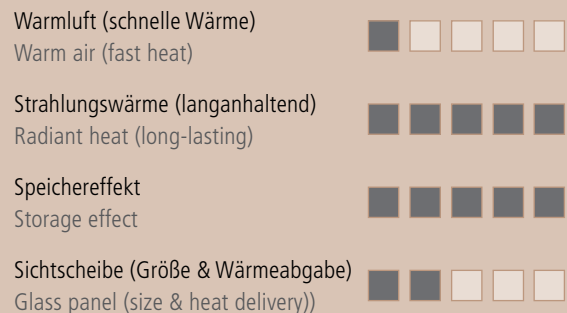 Warmluft (schnelle Wärme)
Warm air (fast heat)
Strahlungswärme (langanhaltend)
Radiant heat (long-lasting)
Speichereffekt
Storage effect
Sichtscheibe (Größe & Wärmeabgabe)
Glass panel (size & heat delivery))